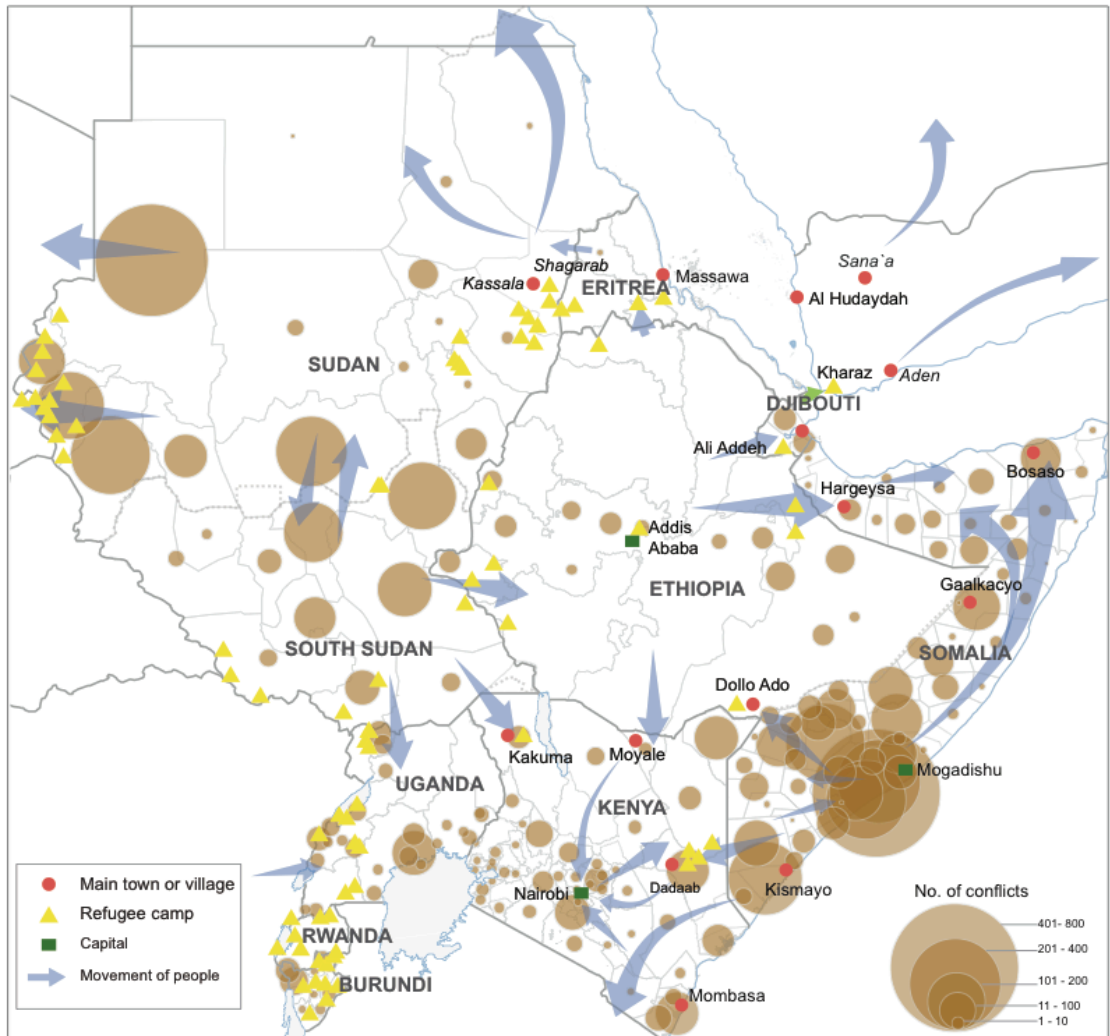 Shagarab
Kassala
ERITREA
Massawa
Sana`a
Al Hudaydah
SUDAN
Kharaz
Aden
DJIBOUTI
Ali Addeh
Bosaso
Hargeysa
Addis
Ababa
ETHIOPIA
Gaalkacyo
SOUTH SUDAN
SOMALIA
Dollo Ado
Kakuma
Moyale
Mogadishu
UGANDA
KENYA
Dadaab
Kismayo
Nairobi
RWANDA
BURUNDI
Mombasa
Main town or village
Refugee camp
Capital
Movement of people
No. of conflicts
401- 800
201 - 400
101 - 200
11 - 100
1 - 10